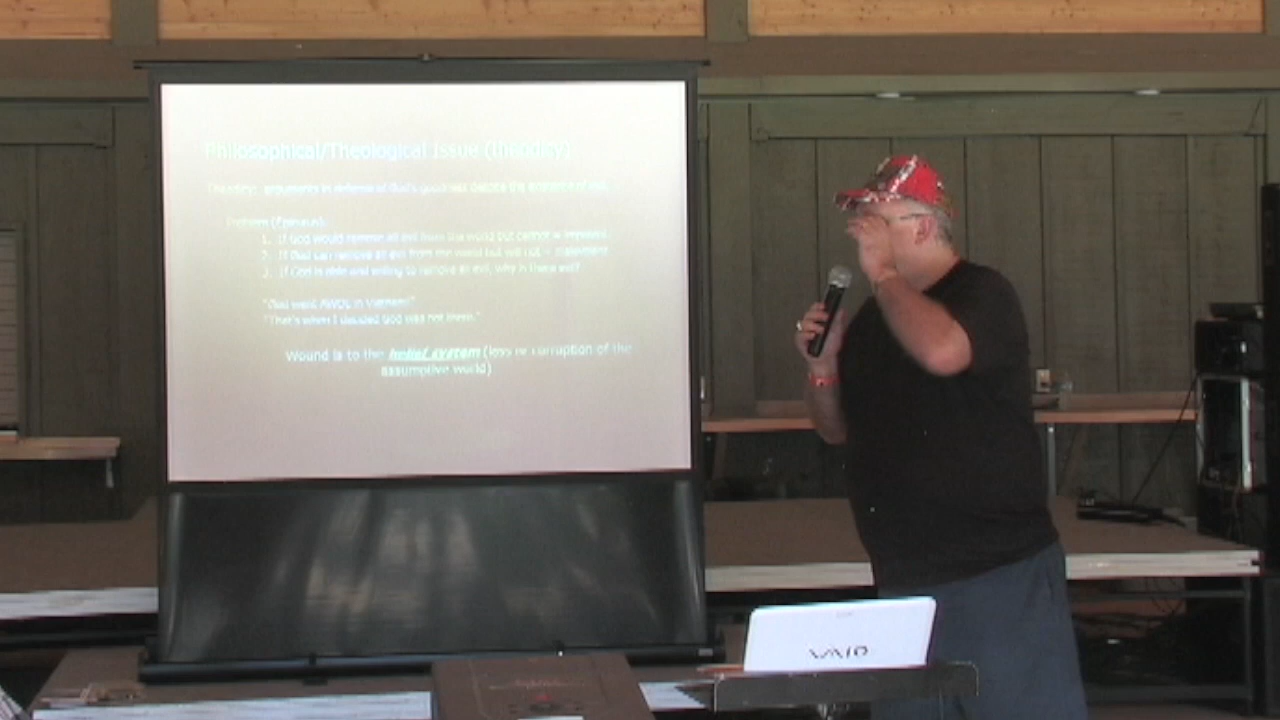 Philosophical/Theological Issue (theodicy)
Theodicy: arguments in defense of God's goodness despite the existence of evil
Problem (Epicurus):
1. If God would remove all evil from the world but cannot = impotent
2. If God can remove all evil from the world but will not = malevolent
3. If God is able and willing to remove all evil, why is there evil?
"God went AWOL in Vietnam!"
"That's when I decided God was not there."
Wound is to the belief system (loss or corruption of the
assumptive world)
VAIO